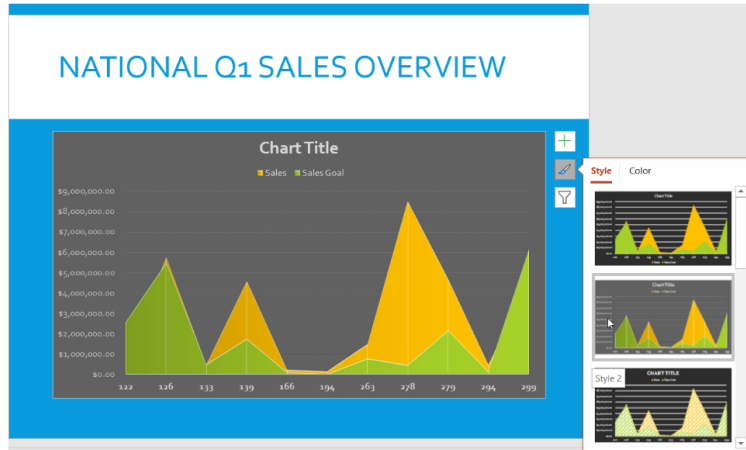 NATIONAL Q1 SALES OVERVIEW
Chart Title
Sales Sales Goal
$9,000,000.00
$8,000,000.00
$7,000,000.00
$6,000,000.00
$5,000,000.00
$4,000,000.00
$3,000,000.00
$2,000,000.00
$1,000,000.00
$0.00
122 126 133 139 166 194 263 278 279 294 299
Style Color
Chart Title
Chart Title
Style 2
CHART TITLE